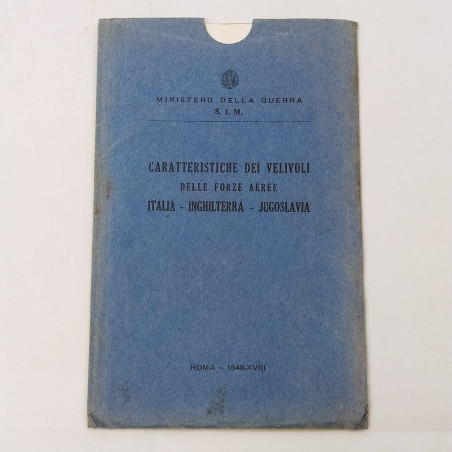 MINISTERO DELLA GUERRA
S. I. M.
CARATTERISTICHE DEI VELIVOLI
DELLE FORZE AEREE
ITALIA - INGHILTERRA - JUGOSLAVIA
ROMA - 1940-XVIII